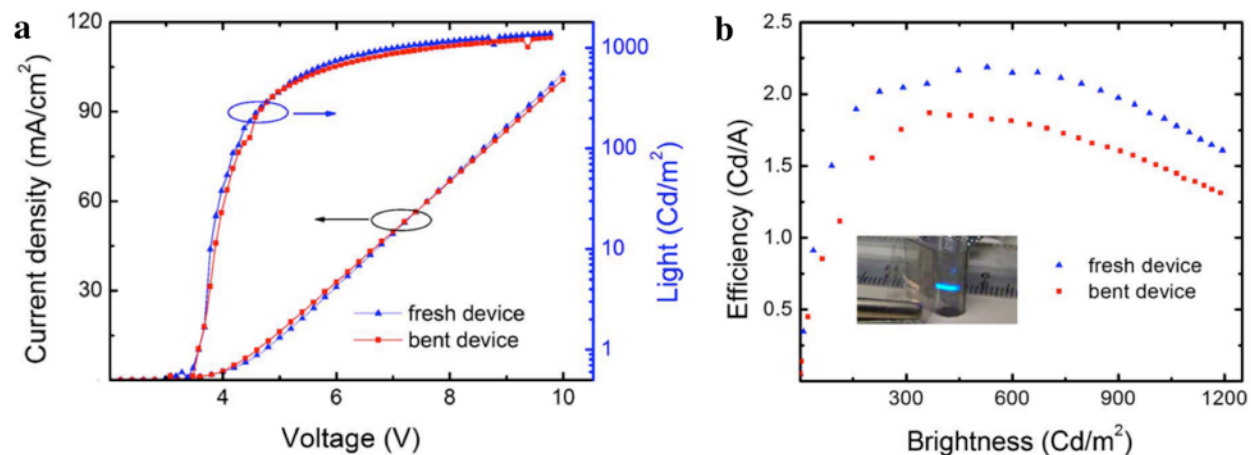 a
120
90
60
30
Current density (mA/cm²)
4
6
8
10
Voltage (V)
1000
100
10
1
Light (Cd/m²)
fresh device
bent device
b
2.5
2.0
1.5
1.0
0.5
Efficiency (Cd/A)
300
600
900
1200
Brightness (Cd/m²)
fresh device
bent device